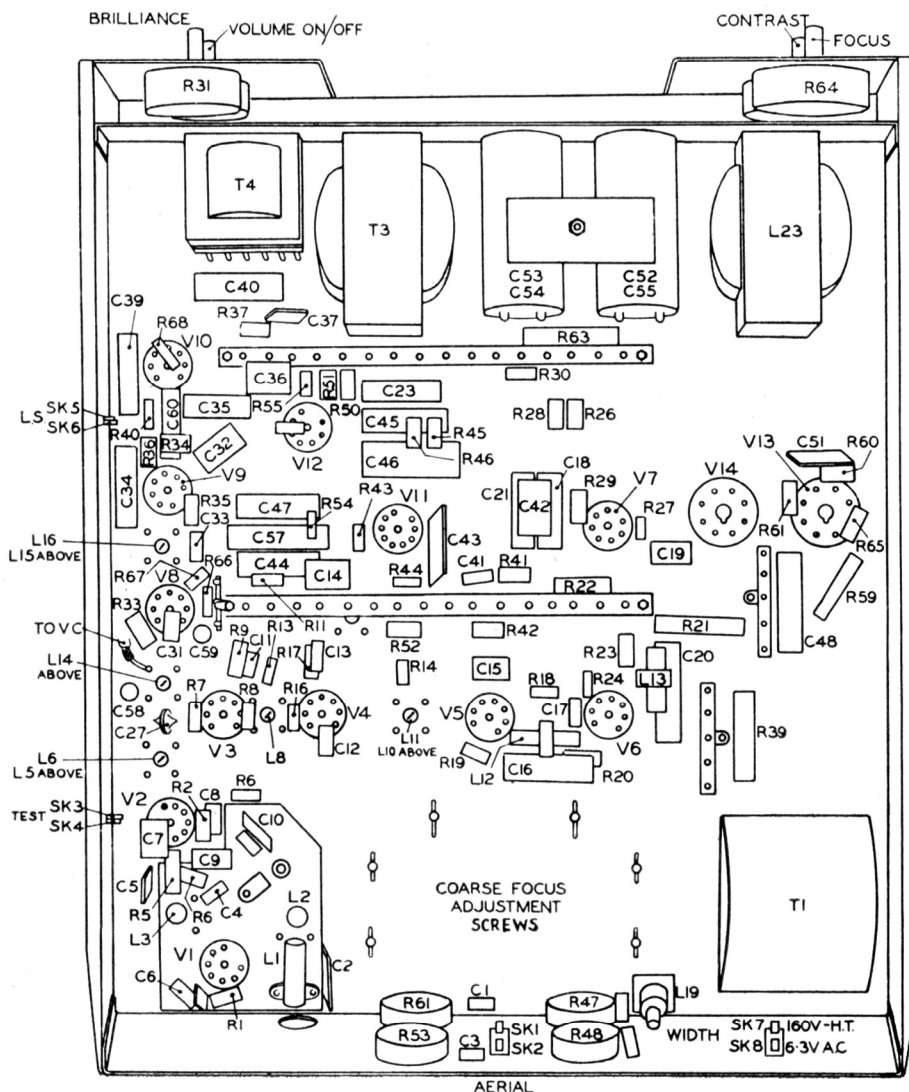 BRILLIANCE
VOLUME ON/OFF
CONTRAST
FOCUS
R31
R64
T4
T3
L23
C53
C54
C52
C55
C40
C39
R37
C37
R68
V10
R63
C36
R55
R51
R50
C23
R30
LS
SK5
SK6
R40
C60
C35
C45
R45
R28
R26
R36
R34
C32
V12
C46
R46
V13
C51
R60
C34
V9
R35
C47
R54
R43
V11
C21
C42
C18
R29
V7
R27
V14
R61
R65
L16
L15 ABOVE
C33
C57
C43
C19
R67
V8
R66
C44
C14
R44
C41
R41
R59
R33
R11
R22
TO V C
C31
C59
R9
C11
R13
R17
C13
R52
R42
R21
C48
L14
ABOVE
R14
C15
R23
C20
C58
R7
R8
R16
V4
R18
R24
L13
C27
V3
L8
C12
L11
L10 ABOVE
V5
C17
V6
R39
L6
L5 ABOVE
R19
L12
C16
R20
V2
R2
C8
R6
TEST
SK3
SK4
C7
C10
C9
C5
R5
R6
C4
COARSE FOCUS
ADJUSTMENT
SCREWS
T1
L3
L2
V1
L1
C2
C6
R1
R61
C1
R47
L19
R53
C3
SK1
SK2
R48
WIDTH
SK7
160V-H.T.
SK8
6·3V A.C
AERIAL